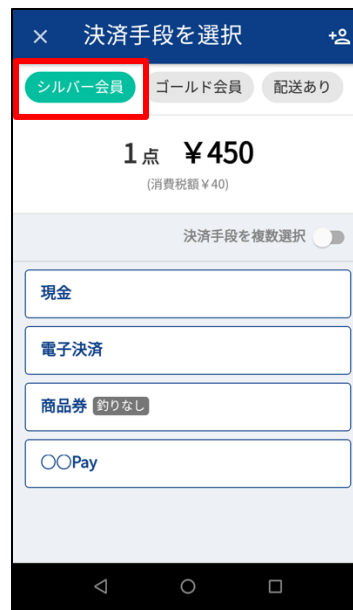 × 決済手段を選択
シルバー会員 ゴールド会員 配送あり
1点 ¥450
(消費税額¥40)
決済手段を複数選択
現金
電子決済
商品券 釣りなし
〇〇Pay